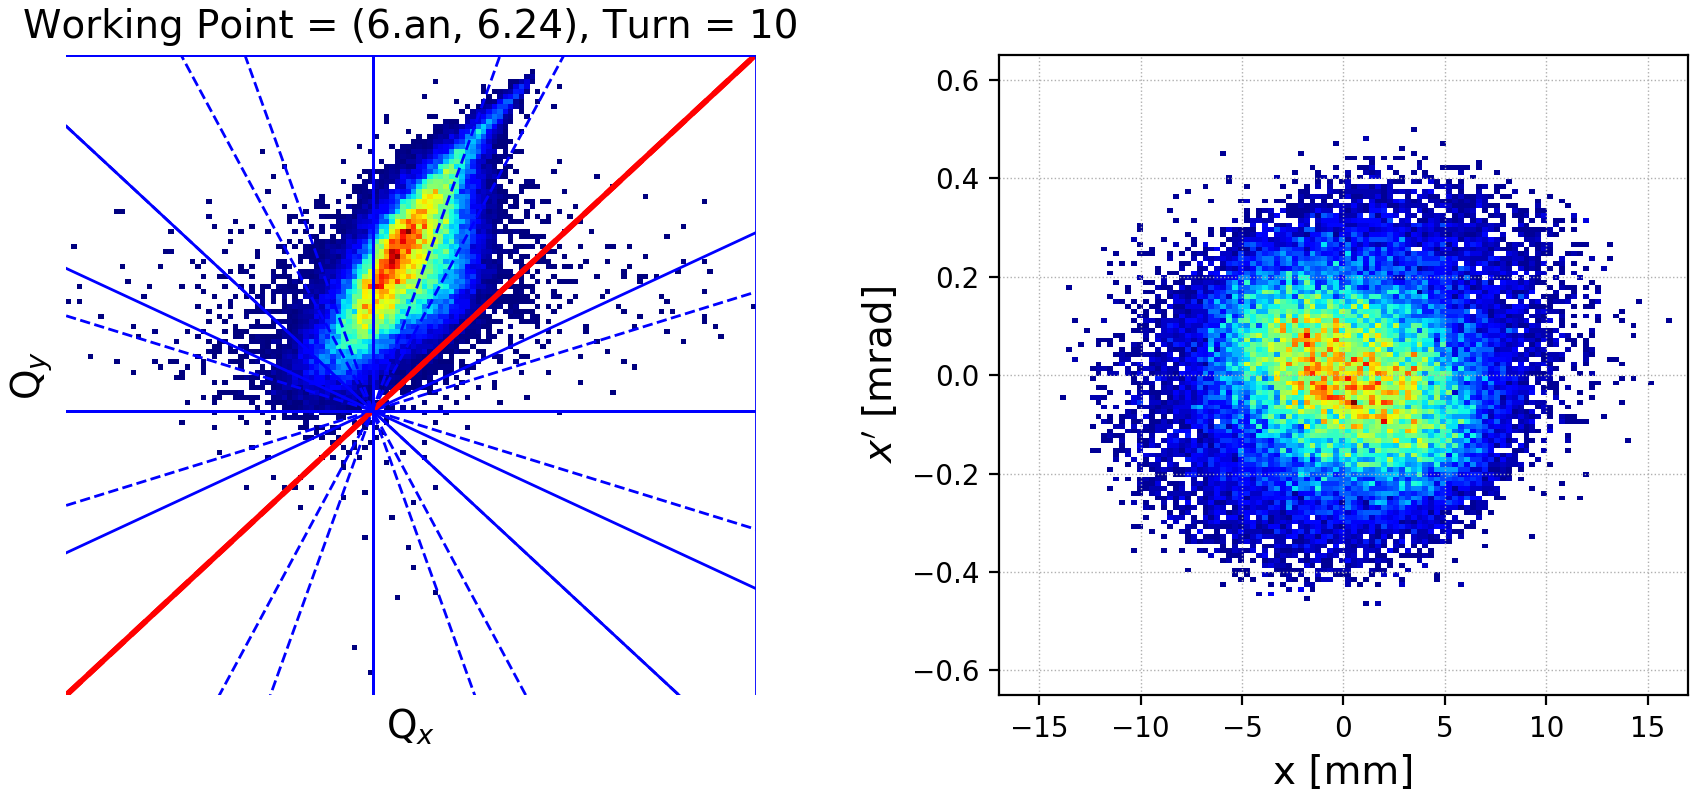 Working Point = (6.an, 6.24), Turn = 10
Q_y
Q_x
0.6
0.4
0.2
0.0
−0.2
−0.4
−0.6
x′ [mrad]
−15 −10 −5 0 5 10 15
x [mm]